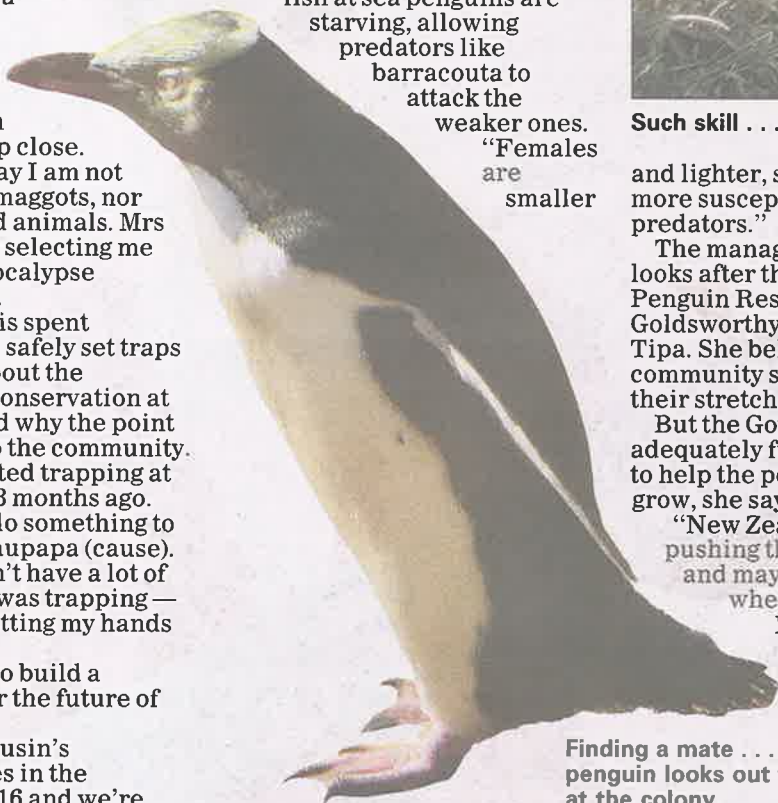 p close.
ay I am not
maggots, nor
d animals. Mrs
selecting me
ocalypse
is spent
safely set traps
out the
onservation at
d why the point
the community.
ted trapping at
3 months ago.
do something to
aupapa (cause).
n't have a lot of
was trapping —
tting my hands
o build a
r the future of
usin's
es in the
16 and we're
fish at sea penguins are
starving, allowing
predators like
barracouta to
attack the
weaker ones.
“Females
are
smaller
Such skill . . .
and lighter, s
more suscep
predators.”
The manag
looks after th
Penguin Res
Goldsworthy
Tipa. She be
community s
their stretch
But the Go
adequately f
to help the p
grow, she say
“New Zea
pushing th
and may
whe
Finding a mate . . .
penguin looks out
at the colony